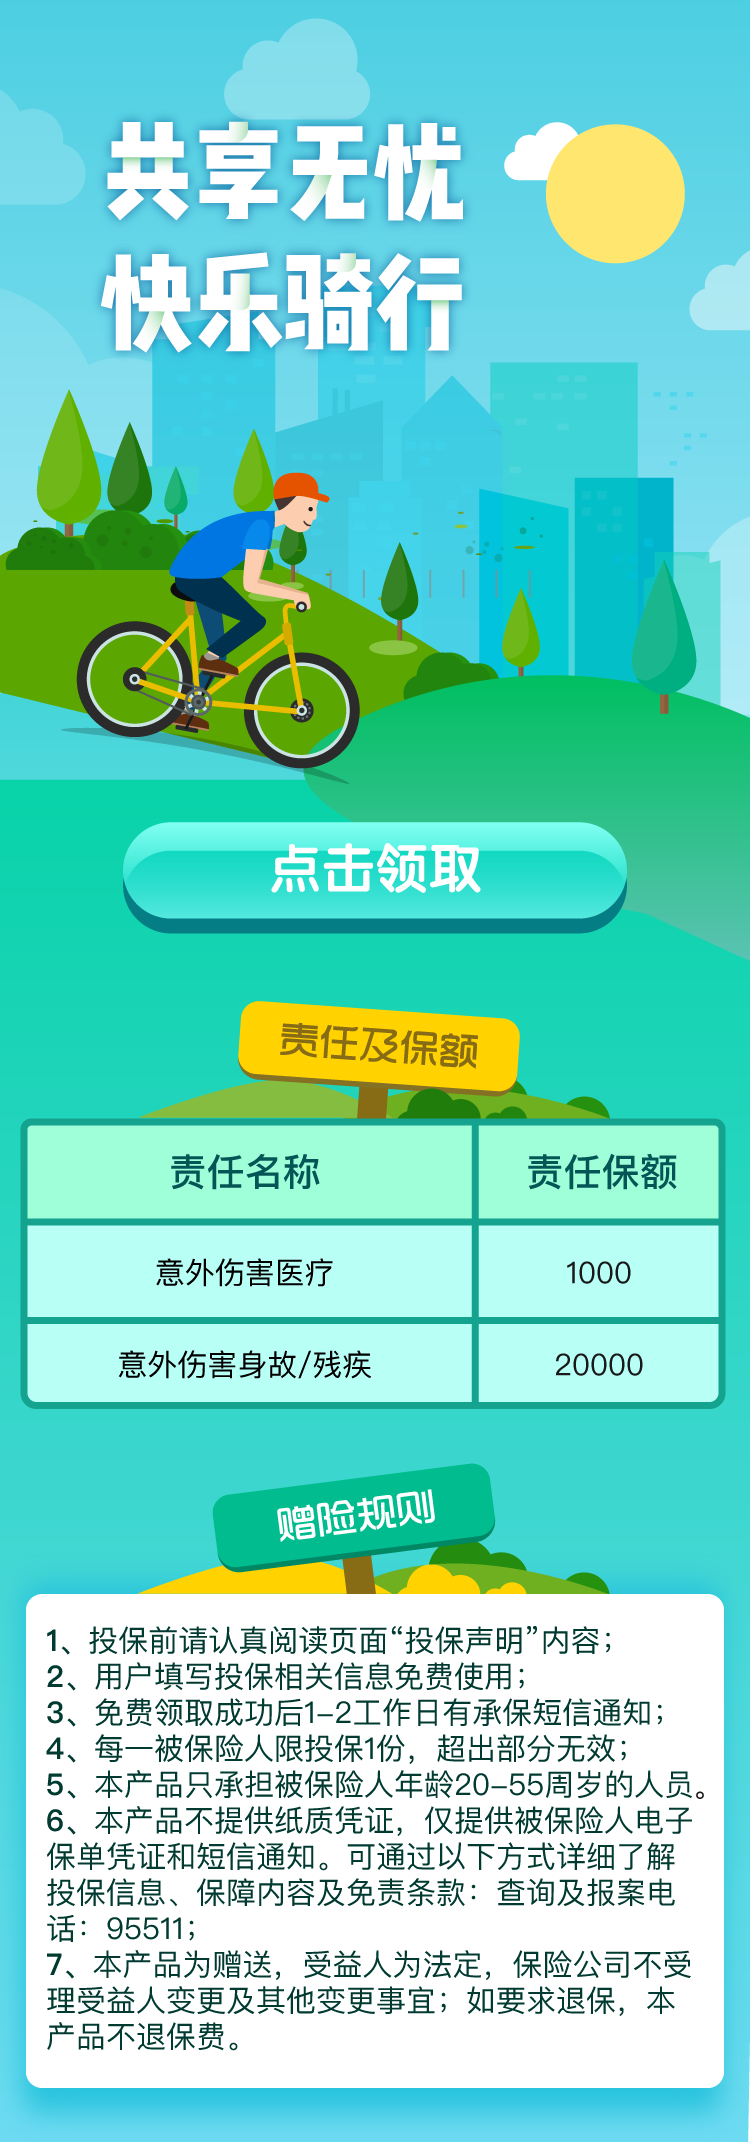 共享无忧
快乐骑行
点击领取
责任及保额
责任名称 责任保额
意外伤害医疗 1000
意外伤害身故/残疾 20000
赠险规则
1、投保前请认真阅读页面“投保声明”内容；
2、用户填写投保相关信息免费使用；
3、免费领取成功后1-2工作日有承保短信通知；
4、每一被保险人限投保1份，超出部分无效；
5、本产品只承担被保险人年龄20-55周岁的人员。
6、本产品不提供纸质凭证，仅提供被保险人电子
保单凭证和短信通知。可通过以下方式详细了解
投保信息、保障内容及免责条款：查询及报案电
话：95511；
7、本产品为赠送，受益人为法定，保险公司不受
理受益人变更及其他变更事宜；如要求退保，本
产品不退保费。